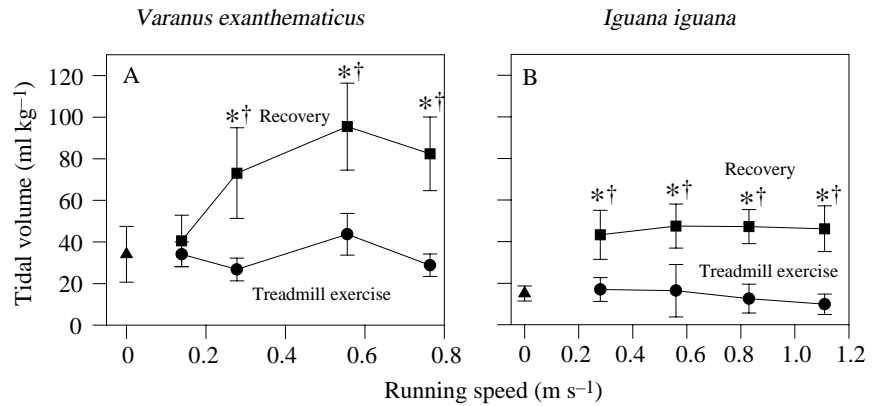 Varanus exanthematicus
Iguana iguana
Tidal volume (ml kg–1)
120
100
80
60
40
20
0
A
*†
Recovery
*†
*†
Treadmill exercise
0
0.2
0.4
0.6
0.8
B
Recovery
*†
*†
*†
*†
Treadmill exercise
0
0.2
0.4
0.6
0.8
1.0
1.2
Running speed (m s–1)